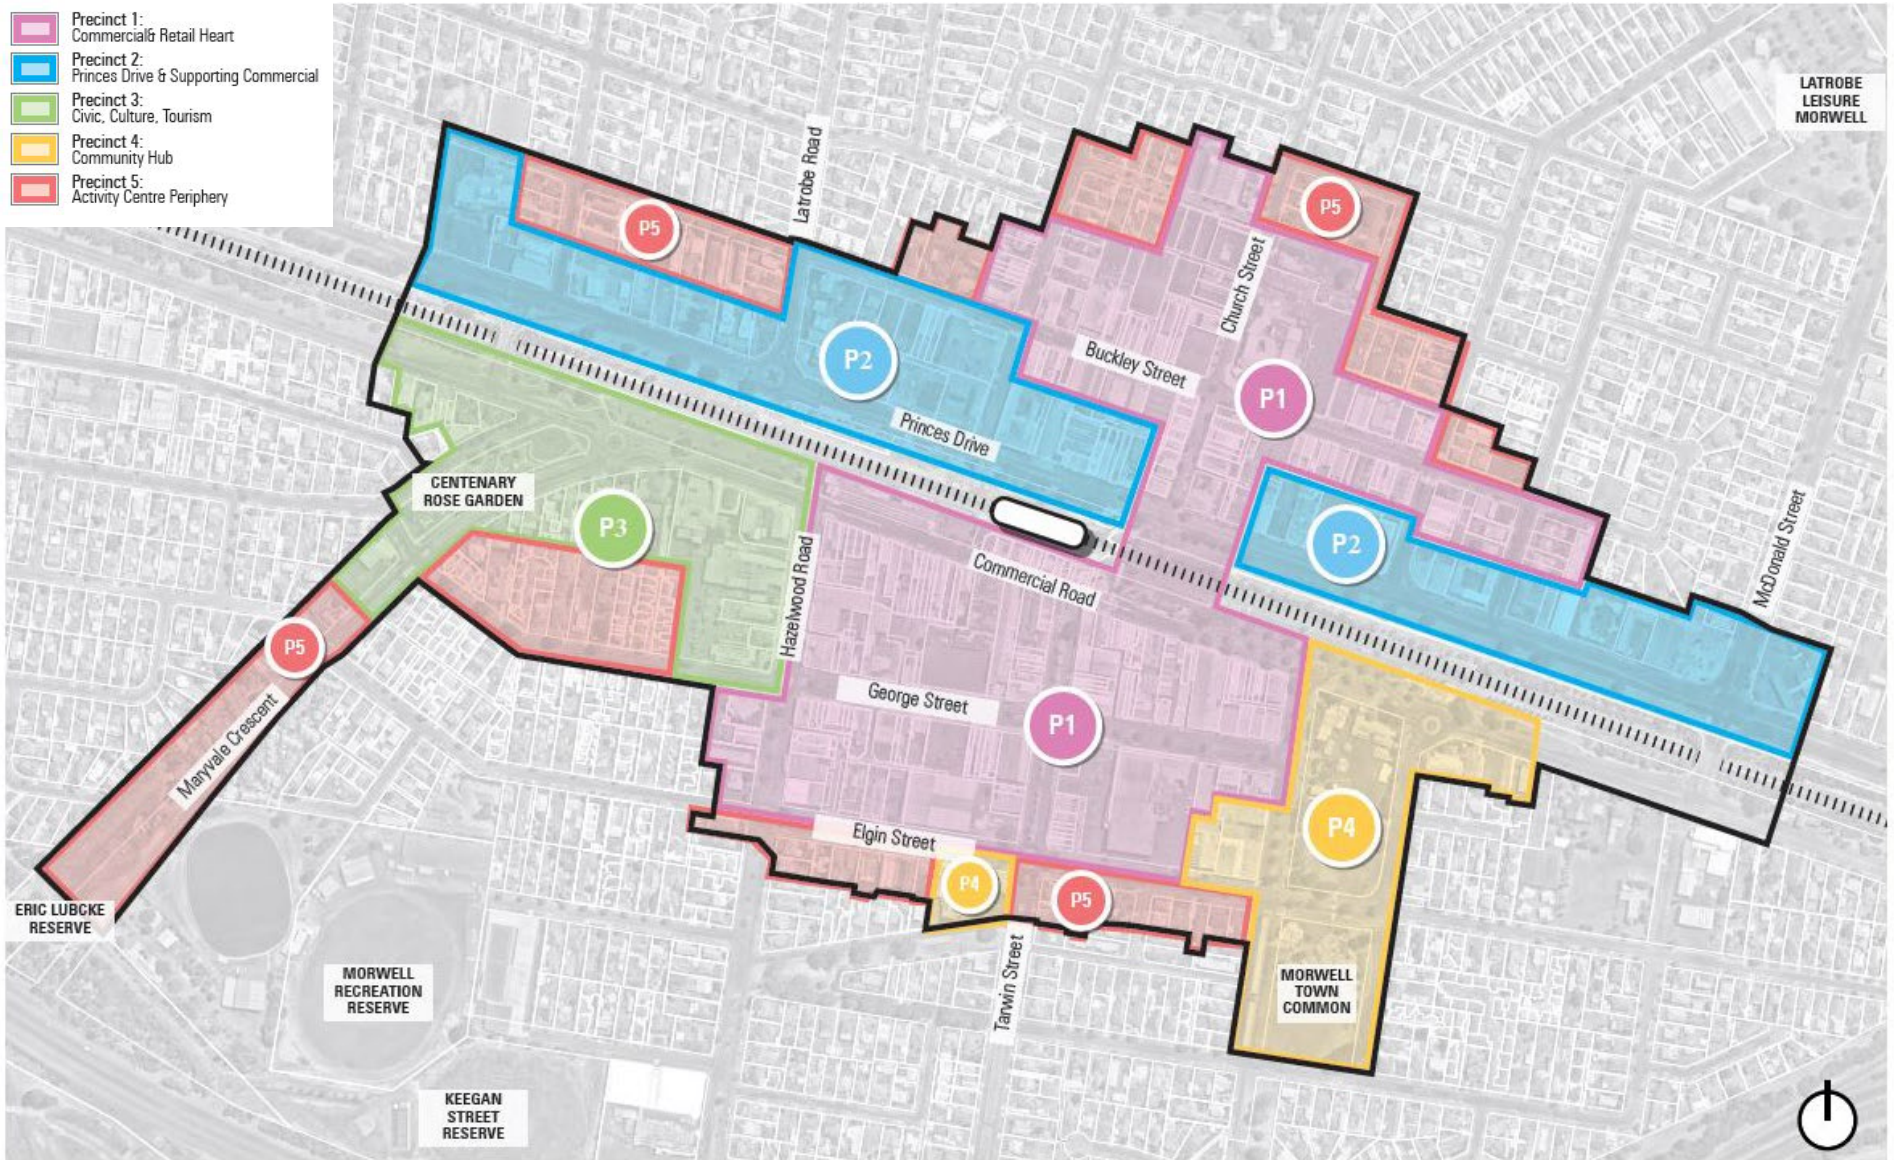 Precinct 1:
Commercial& Retail Heart
Precinct 2:
Princes Drive & Supporting Commercial
Precinct 3:
Civic, Culture, Tourism
Precinct 4:
Community Hub
Precinct 5:
Activity Centre Periphery
LATROBE
LEISURE
MORWELL
Latrobe Road
P5
P5
Church Street
Buckley Street
P2
P1
Princes Drive
CENTENARY
ROSE GARDEN
P3
P2
McDonald Street
Hazelwood Road
Commercial Road
P5
Maryvale Crescent
George Street
P1
P4
Elgin Street
P4
P5
ERIC LUBCKE
RESERVE
Tarwin Street
MORWELL
RECREATION
RESERVE
MORWELL
TOWN
COMMON
KEEGAN
STREET
RESERVE